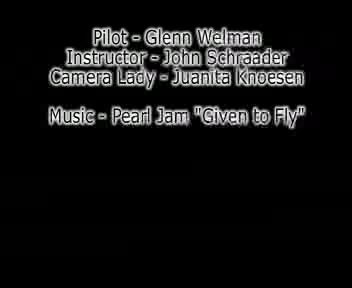 Pilot - Glenn Welman
Instructor - John Schraader
Camera Lady - Juanita Knoesen
Music - Pearl Jam "Given to Fly"